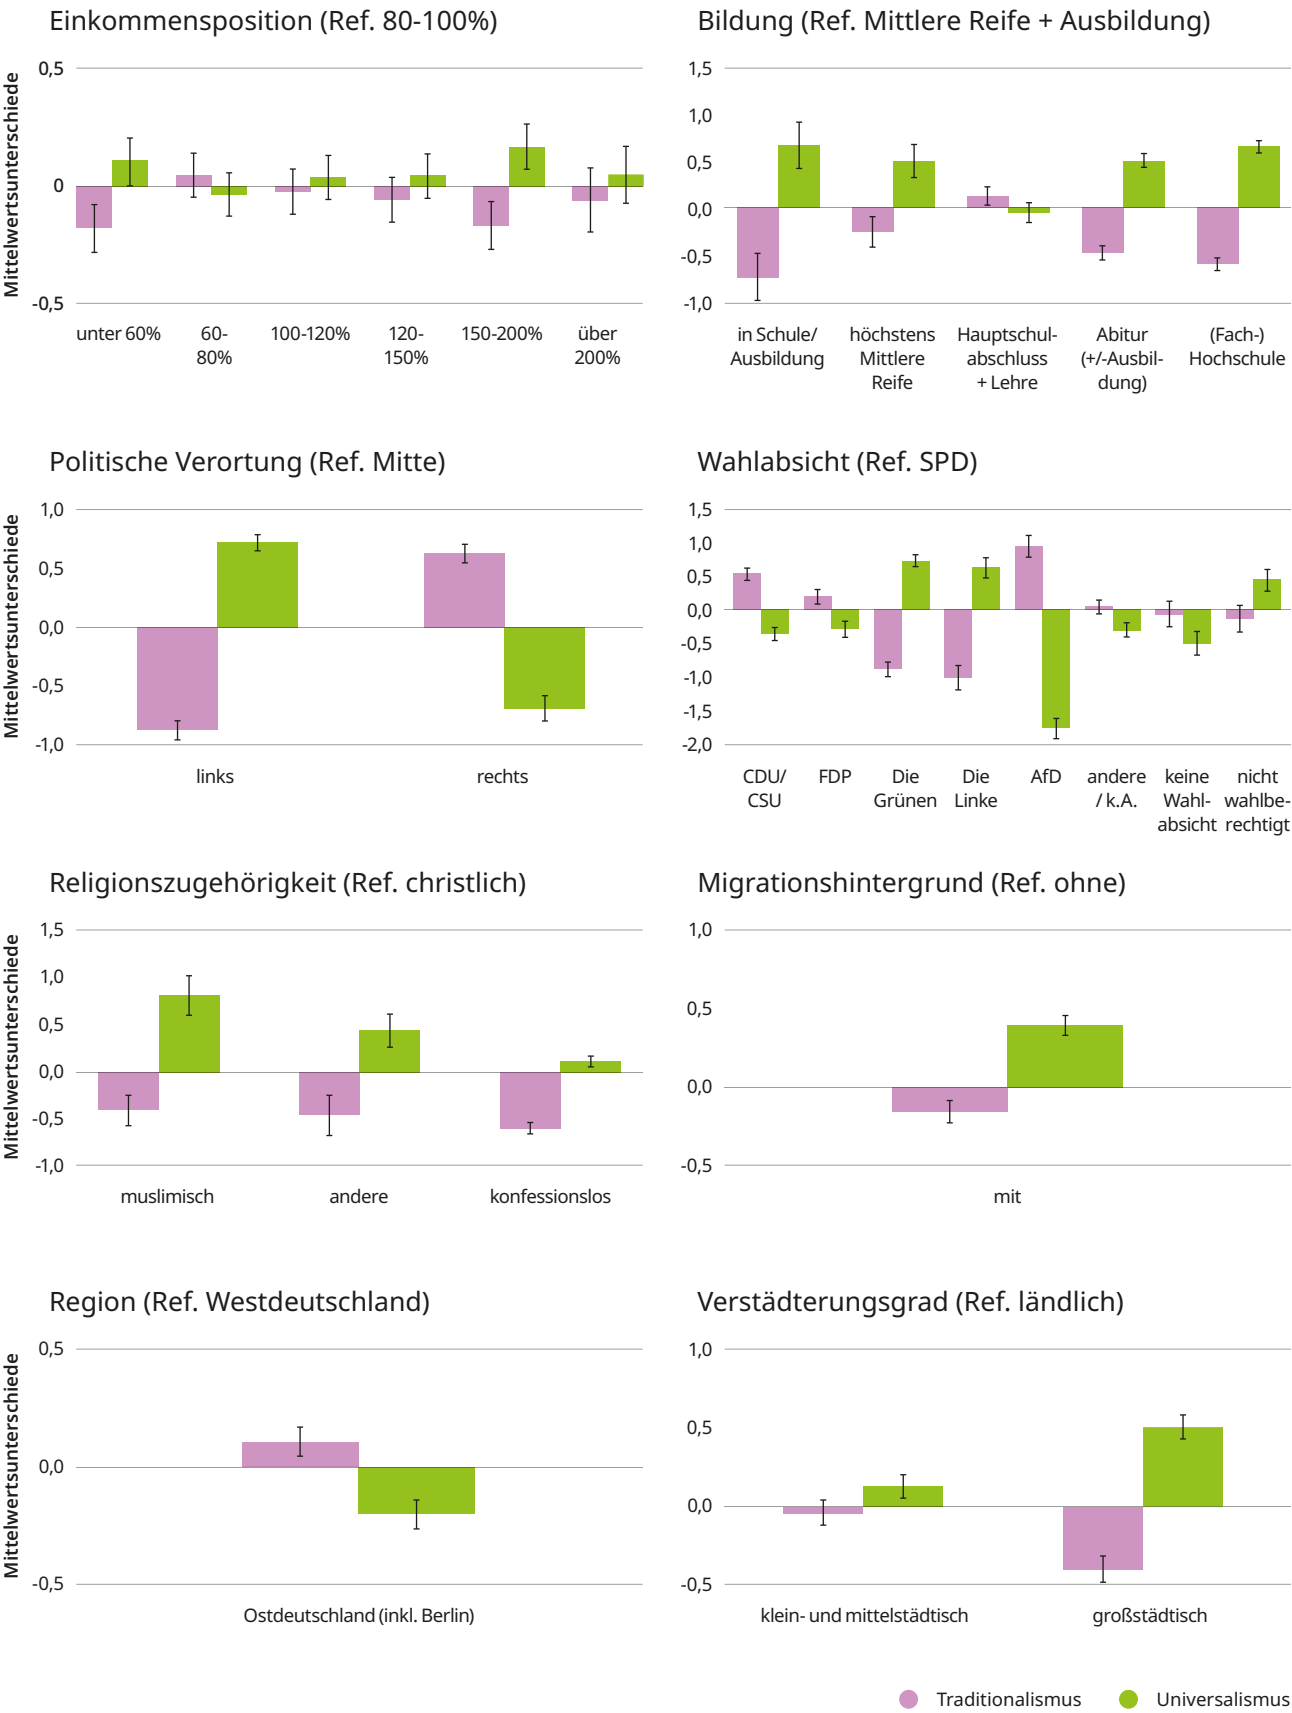 Einkommensposition (Ref. 80-100%)
Mittelwertsunterschiede
0,5
0
-0,5
unter 60%
60-
80%
100-120%
120-
150%
150-200%
über
200%
Bildung (Ref. Mittlere Reife + Ausbildung)
1,5
1,0
0,5
0,0
-0,5
-1,0
in Schule/
Ausbildung
höchstens
Mittlere
Reife
Hauptschul-
abschluss
+ Lehre
Abitur
(+/-Ausbil-
dung)
(Fach-)
Hochschule
Politische Verortung (Ref. Mitte)
Mittelwertsunterschiede
1,0
0,5
0,0
-0,5
-1,0
links
rechts
Wahlabsicht (Ref. SPD)
1,5
1,0
0,5
0,0
-0,5
-1,0
-1,5
-2,0
CDU/
CSU
FDP
Die
Grünen
Die
Linke
AfD
andere
/ k.A.
keine
Wahl-
absicht
nicht
wahlbe-
rechtigt
Religionszugehörigkeit (Ref. christlich)
Mittelwertsunterschiede
1,5
1,0
0,5
0,0
-0,5
-1,0
muslimisch
andere
konfessionslos
Migrationshintergrund (Ref. ohne)
1,0
0,5
0,0
-0,5
mit
Region (Ref. Westdeutschland)
Mittelwertsunterschiede
0,5
0,0
-0,5
Ostdeutschland (inkl. Berlin)
Verstädterungsgrad (Ref. ländlich)
1,0
0,5
0,0
-0,5
klein- und mittelstädtisch
großstädtisch
Traditionalismus
Universalismus